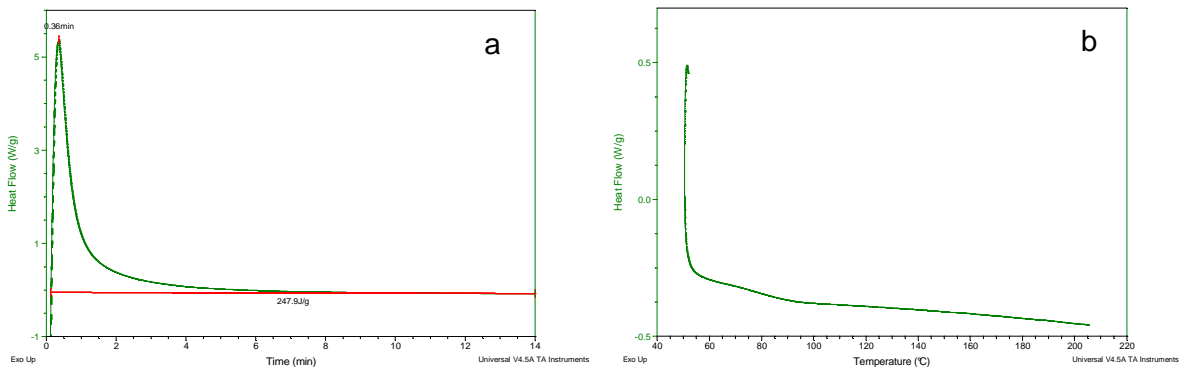 0.36min
a
5
3
1
-1
Heat Flow (W/g)
247.9J/g
0 2 4 6 8 10 12 14
Exo Up Time (min) Universal V4.5A TA Instruments
b
0.5
0.0
-0.5
Heat Flow (W/g)
40 60 80 100 120 140 160 180 200 220
Exo Up Temperature (°C) Universal V4.5A TA Instruments